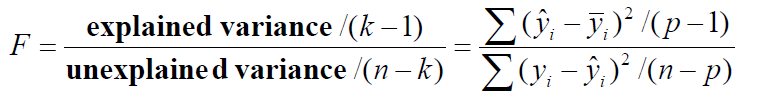 F = explained variance /(k – 1) / unexplained variance /(n – k) = ∑(ŷᵢ – ȳᵢ)² /(p – 1) / ∑(yᵢ – ŷᵢ)² /(n – p)